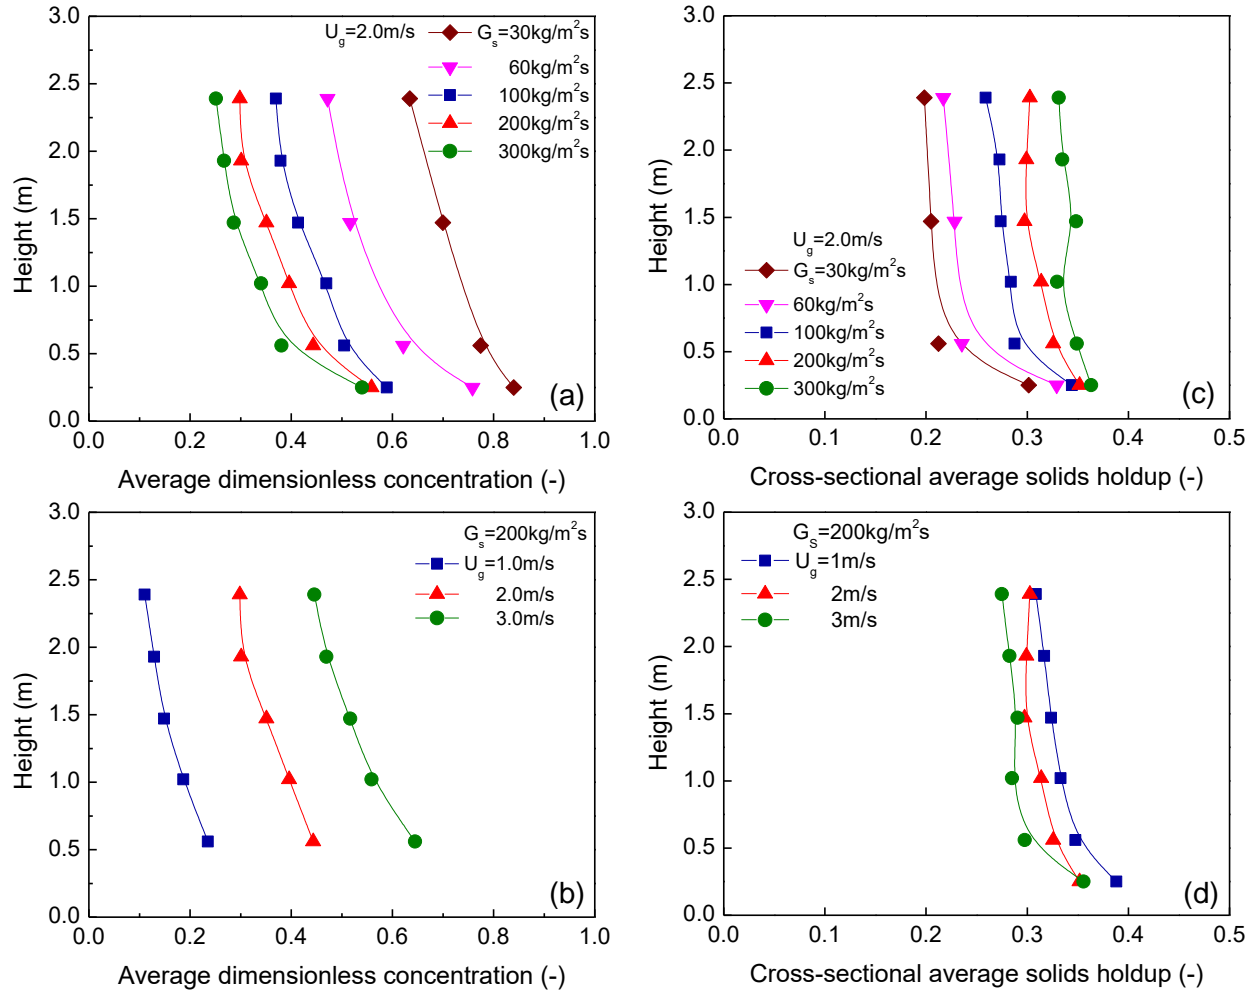 3.0
2.5
2.0
1.5
1.0
0.5
0.0
Height (m)
U_g=2.0m/s
G_s=30kg/m²s
60kg/m²s
100kg/m²s
200kg/m²s
300kg/m²s
(a)
0.0 0.2 0.4 0.6 0.8 1.0
Average dimensionless concentration (-)
3.0
2.5
2.0
1.5
1.0
0.5
0.0
Height (m)
U_g=2.0m/s
G_s=30kg/m²s
60kg/m²s
100kg/m²s
200kg/m²s
300kg/m²s
(c)
0.0 0.1 0.2 0.3 0.4 0.5
Cross-sectional average solids holdup (-)
3.0
2.5
2.0
1.5
1.0
0.5
0.0
Height (m)
G_s=200kg/m²s
U_g=1.0m/s
2.0m/s
3.0m/s
(b)
0.0 0.2 0.4 0.6 0.8 1.0
Average dimensionless concentration (-)
3.0
2.5
2.0
1.5
1.0
0.5
0.0
Height (m)
G_S=200kg/m²s
U_g=1m/s
2m/s
3m/s
(d)
0.0 0.1 0.2 0.3 0.4 0.5
Cross-sectional average solids holdup (-)